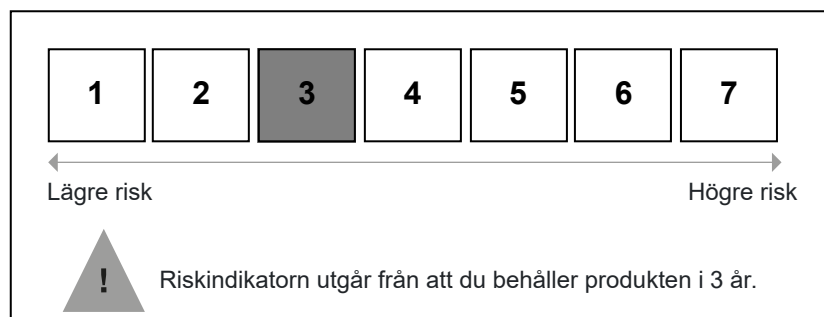 1 2 3 4 5 6 7
Lägre risk Högre risk
! Riskindikatorn utgår från att du behåller produkten i 3 år.